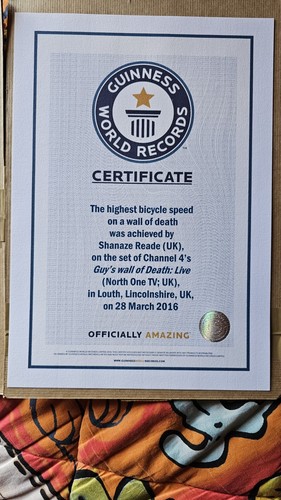 GUINNESS
WORLD RECORDS
TM
CERTIFICATE
The highest bicycle speed
on a wall of death
was achieved by
Shanaze Reade (UK),
on the set of Channel 4's
Guy's wall of Death: Live
(North One TV; UK),
in Louth, Lincolnshire, UK,
on 28 March 2016
OFFICIALLY AMAZING